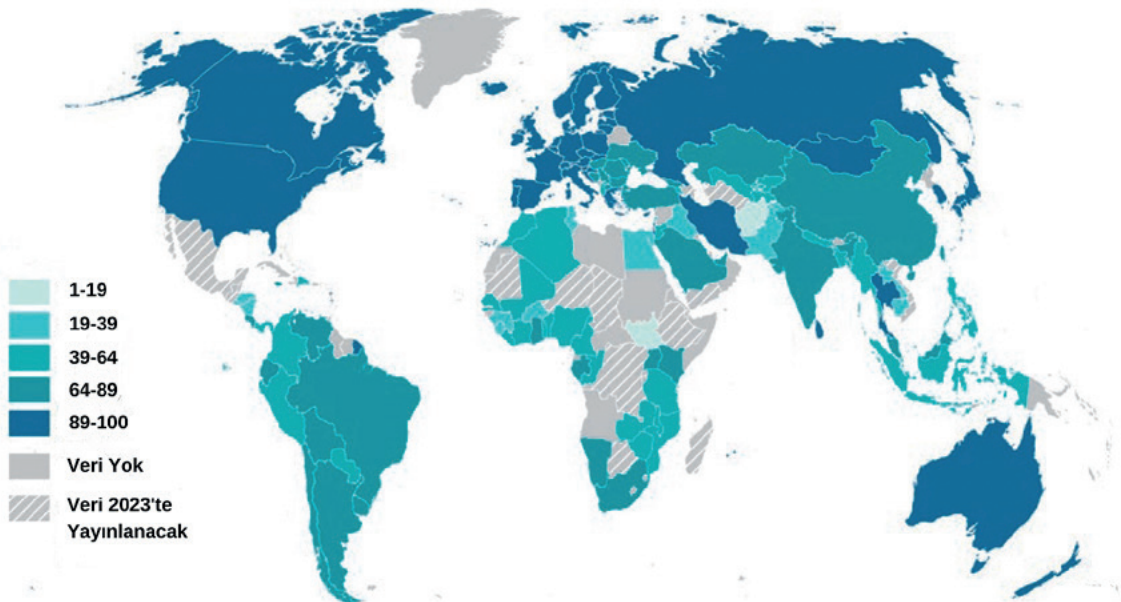 1-19
19-39
39-64
64-89
89-100
Veri Yok
Veri 2023'te
Yayınlanacak